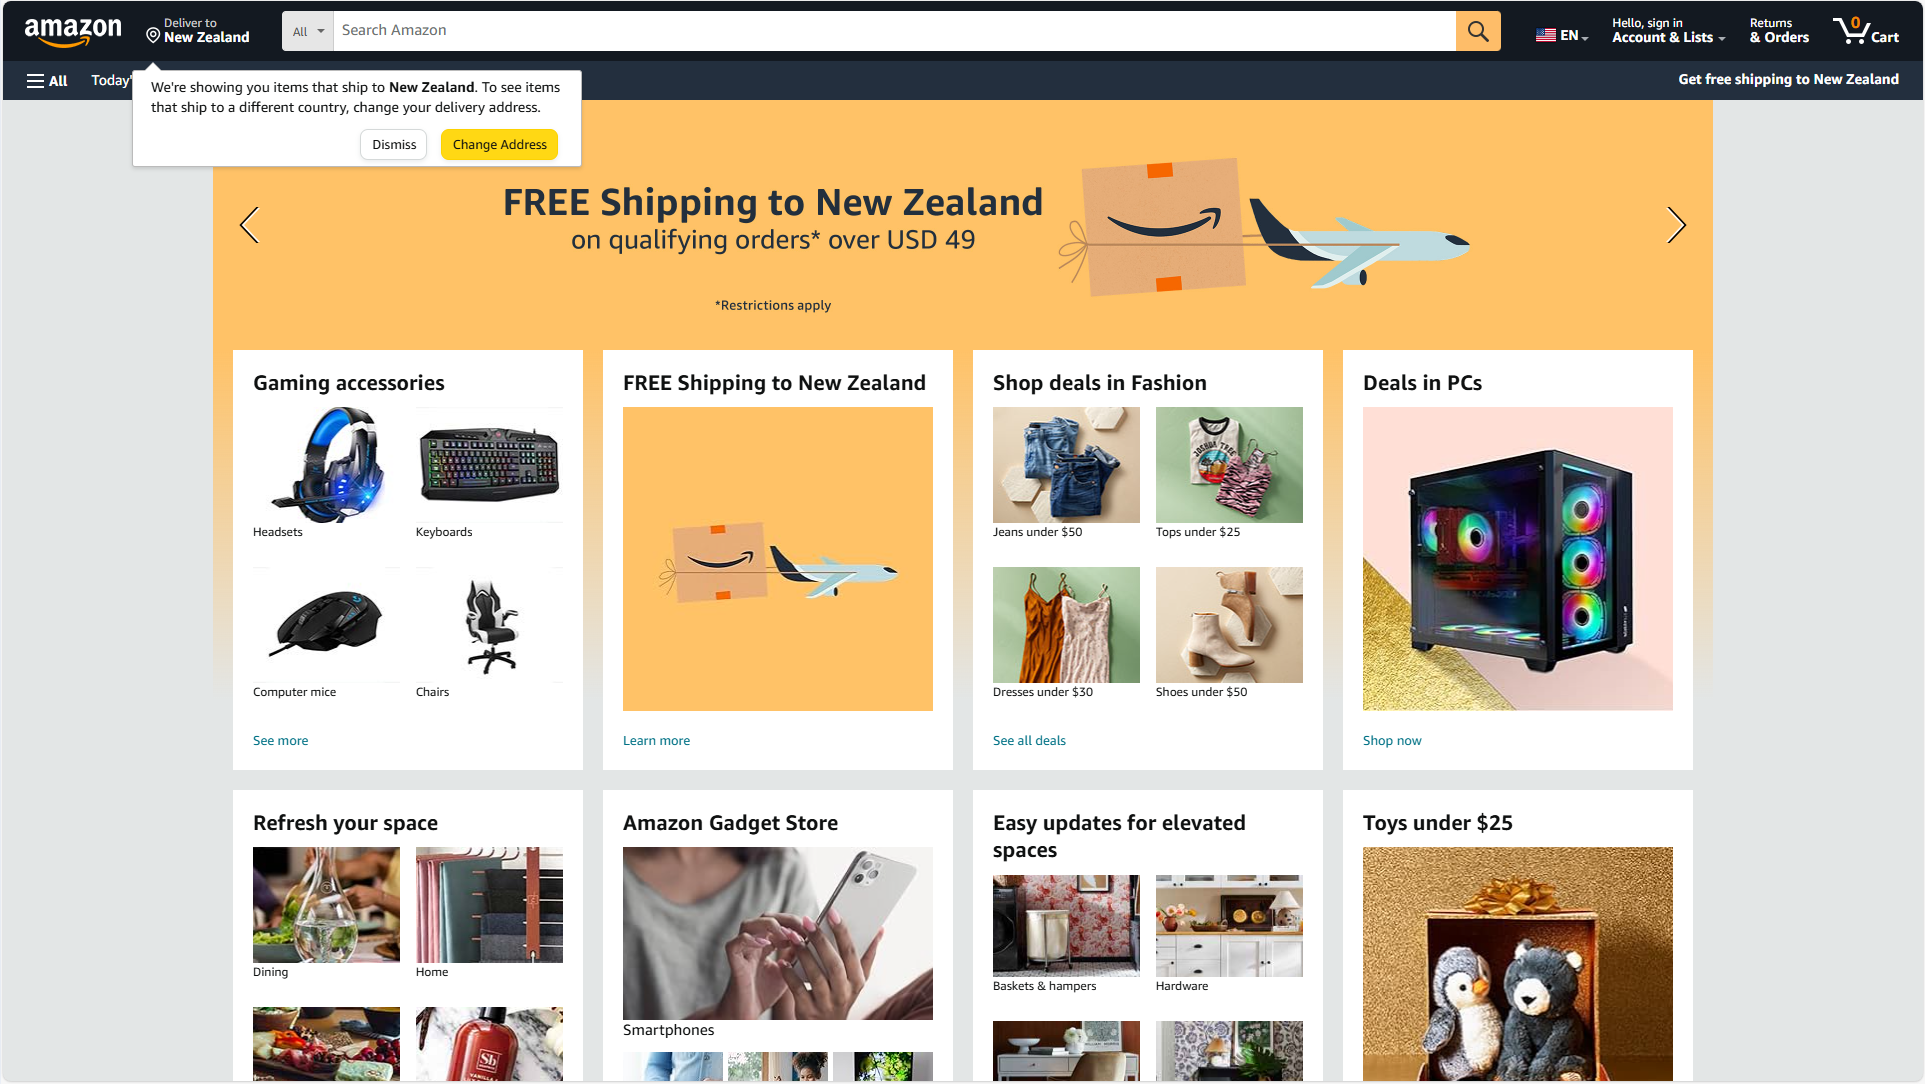 amazon
Deliver to
New Zealand
All
Search Amazon
EN
Hello, sign in
Account & Lists
Returns
& Orders
0
Cart
All
Today'
Get free shipping to New Zealand
We're showing you items that ship to New Zealand. To see items
that ship to a different country, change your delivery address.
Dismiss
Change Address
FREE Shipping to New Zealand
on qualifying orders* over USD 49
*Restrictions apply
Gaming accessories
Headsets
Keyboards
Computer mice
Chairs
See more
FREE Shipping to New Zealand
Learn more
Shop deals in Fashion
JOSHUA TREE
Jeans under $50
Tops under $25
Dresses under $30
Shoes under $50
See all deals
Deals in PCs
Shop now
Refresh your space
Dining
Home
Sb
Amazon Gadget Store
Smartphones
Easy updates for elevated
spaces
Baskets & hampers
Hardware
Toys under $25